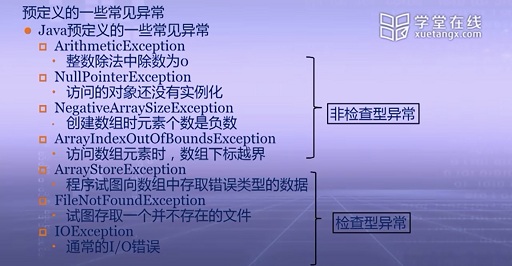 预定义的一些常见异常
学堂在线
xuetangx.com
Java预定义的一些常见异常
ArithmeticException
整数除法中除数为0
NullPointerException
访问的对象还没有实例化
NegativeArraySizeException
创建数组时元素个数是负数
ArrayIndexOutOfBoundsException
访问数组元素时，数组下标越界
非检查型异常
ArrayStoreException
程序试图向数组中存取错误类型的数据
FileNotFoundException
试图存取一个并不存在的文件
IOException
通常的I/O错误
检查型异常